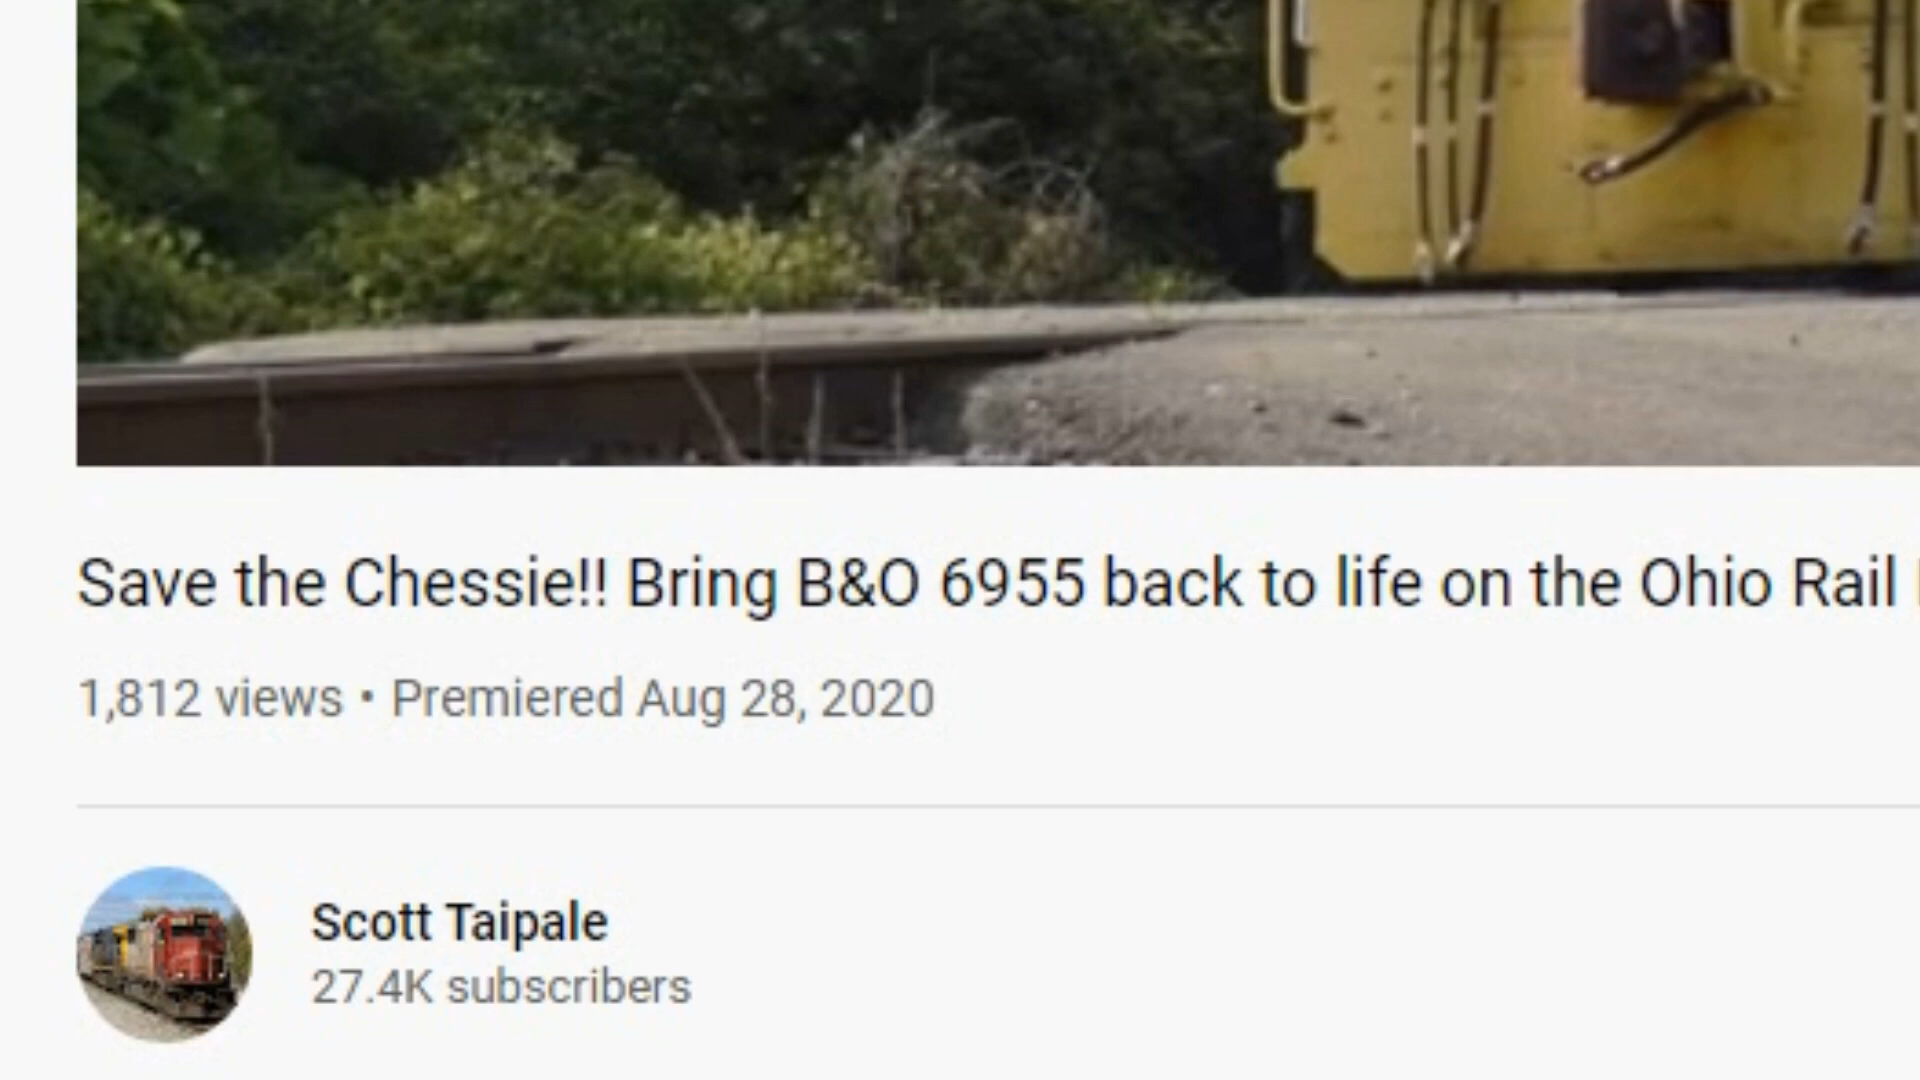 Save the Chessie!! Bring B&O 6955 back to life on the Ohio Rail
1,812 views • Premiered Aug 28, 2020
Scott Taipale
27.4K subscribers